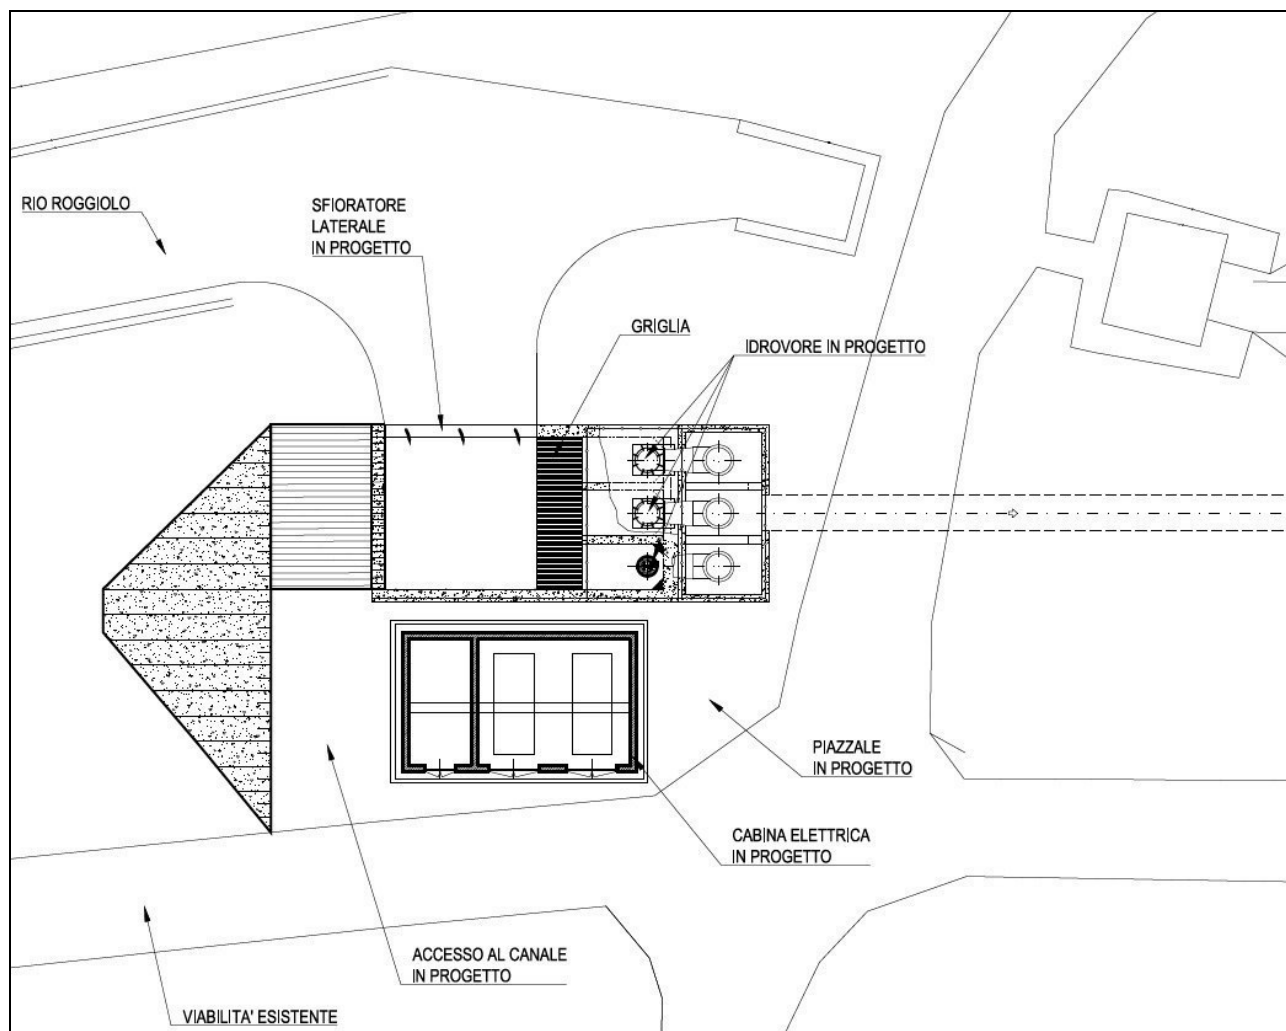 RIO ROGGIOLO
SFIORATORE
LATERALE
IN PROGETTO
GRIGLIA
IDROVORE IN PROGETTO
PIAZZALE
IN PROGETTO
CABINA ELETTRICA
IN PROGETTO
ACCESSO AL CANALE
IN PROGETTO
VIABILITA' ESISTENTE